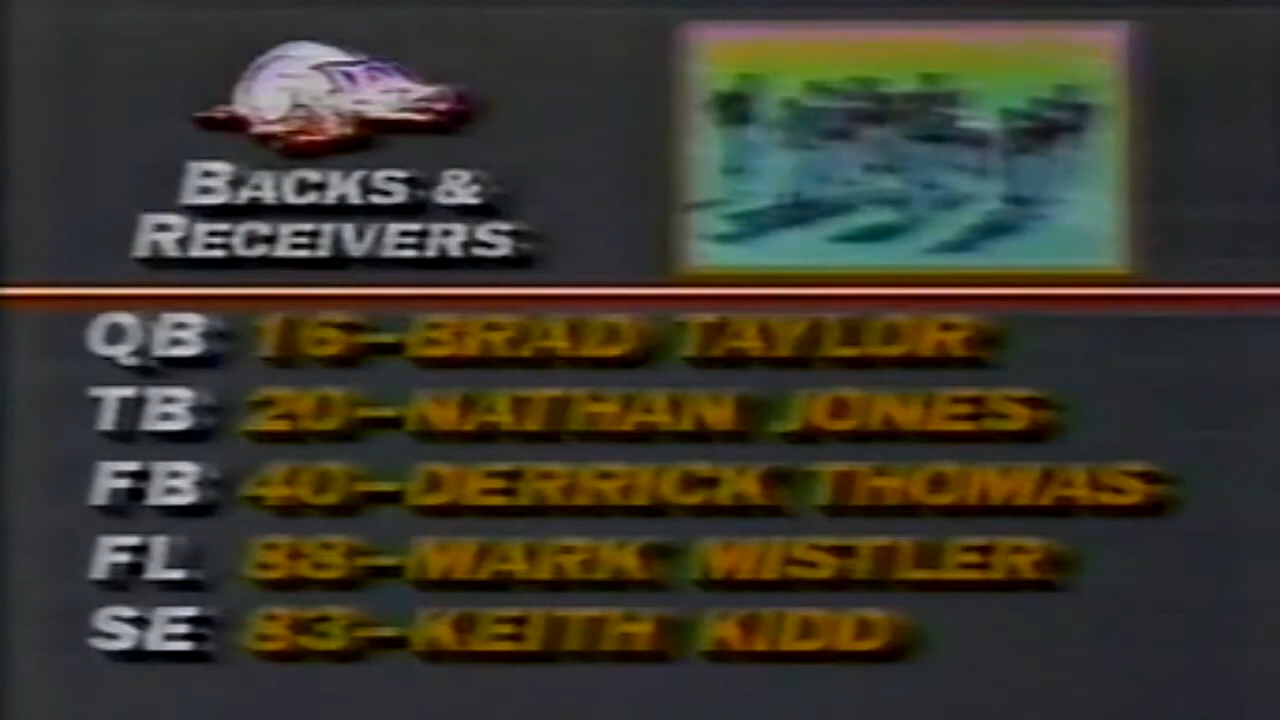 BACKS &
RECEIVERS
QB: 16-BRAD TAYLOR
TB: 20-NATHAN JONES
FB: 40-DERRICK THOMAS
FL 88-MARK MISTLER
SE: 83-KEITH KIDD